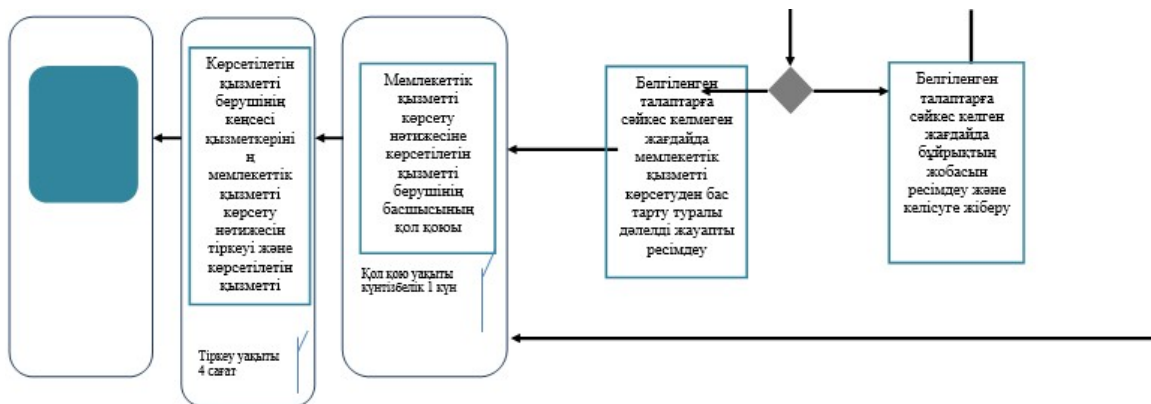 Көрсетілетін
қызметті
берушінің
кеңсесі
қызметкеріні
ң
мемлекеттік
қызметті
көрсету
нәтижесін
тіркеуі және
көрсетілетін
қызметті
Тіркеу уақыты
4 сағат
Мемлекеттік
қызметті
көрсету
нәтижесіне
көрсетілетін
қызметті
берушінің
басшысының
қол қоюы
Қол қою уақыты
күнтізбелік 1 күн
Белгіленген
талаптарға
сәйкес келмеген
жағдайда
мемлекеттік
қызметті
көрсетуден бас
тарту туралы
дәлелді жауапты
ресімдеу
Белгіленген
талаптарға
сәйкес келген
жағдайда
бұйрықтың
жобасын
ресімдеу және
келісуге жіберу